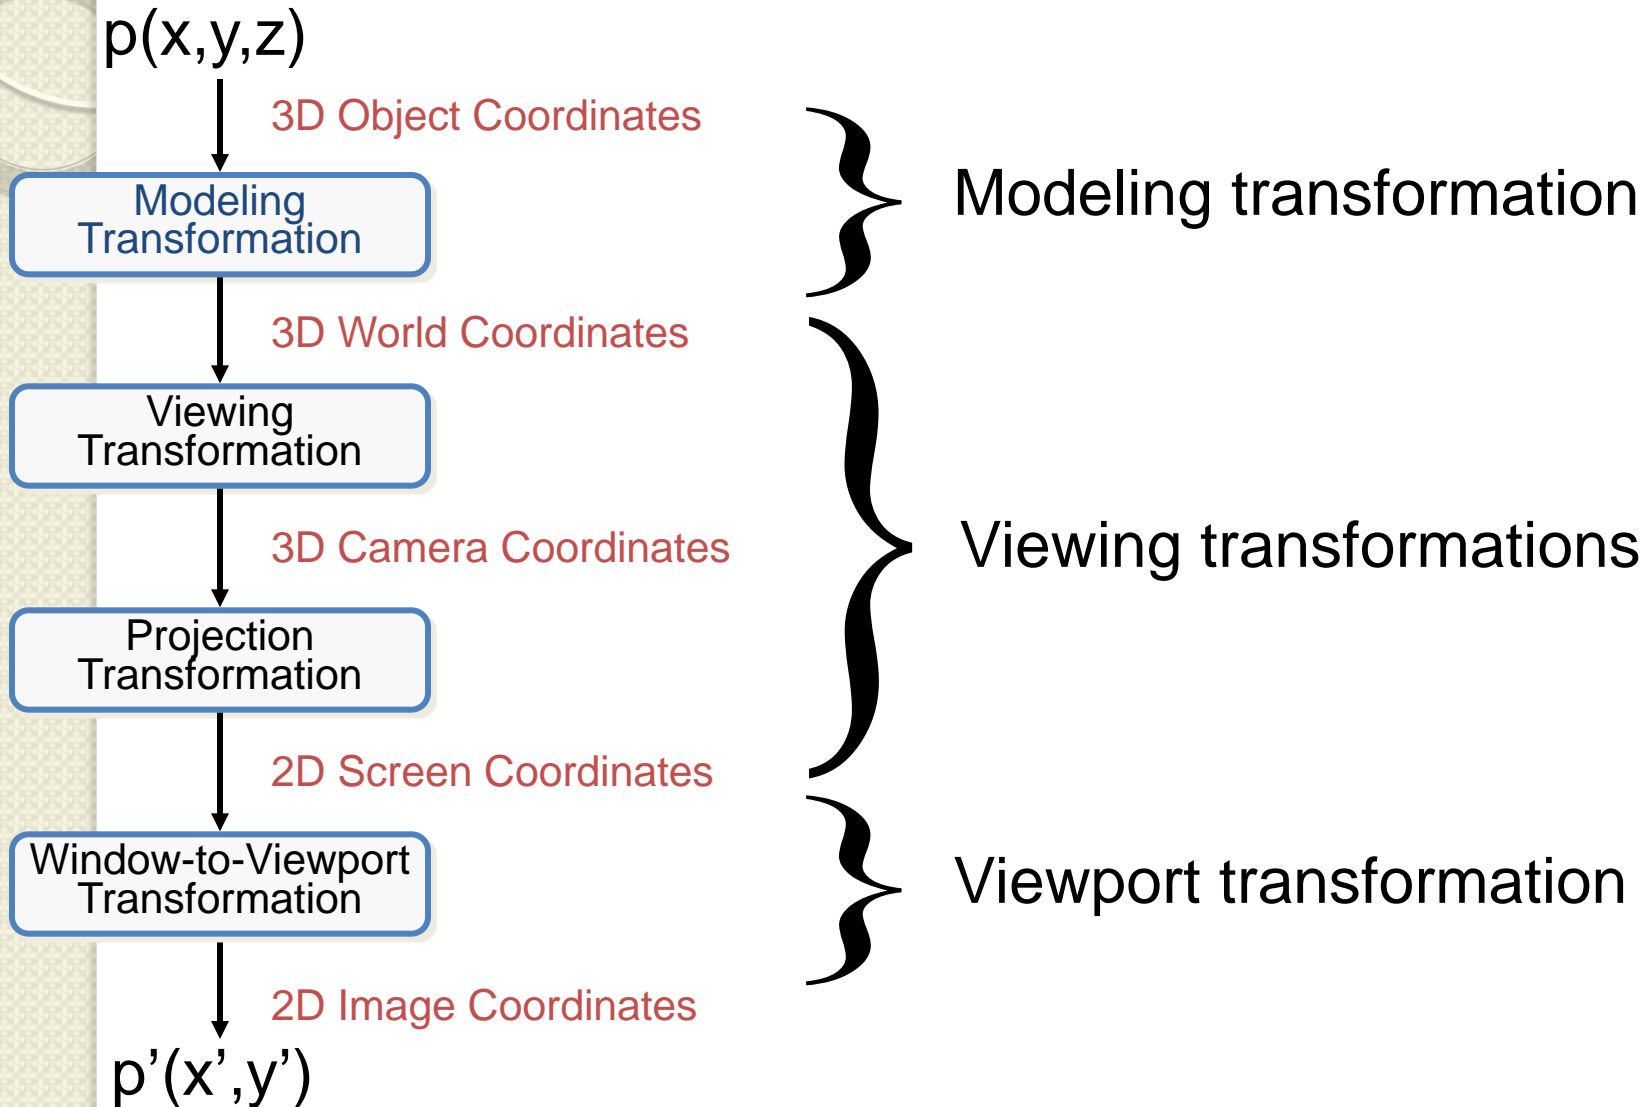 p(x,y,z)
3D Object Coordinates
Modeling
Transformation
Modeling transformation
3D World Coordinates
Viewing
Transformation
3D Camera Coordinates
Viewing transformations
Projection
Transformation
2D Screen Coordinates
Window-to-Viewport
Transformation
Viewport transformation
2D Image Coordinates
p’(x’,y’)